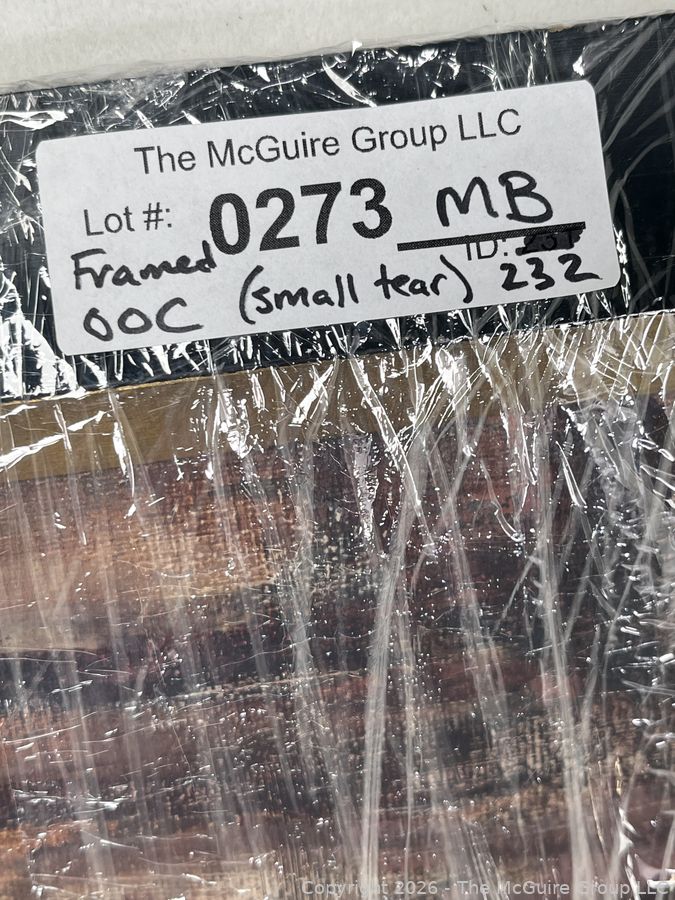 The McGuire Group LLC
Lot #: 0273 MB
ID:
Framed 232
OOC (small tear)
Copyright 2026 - The McGuire Group LLC